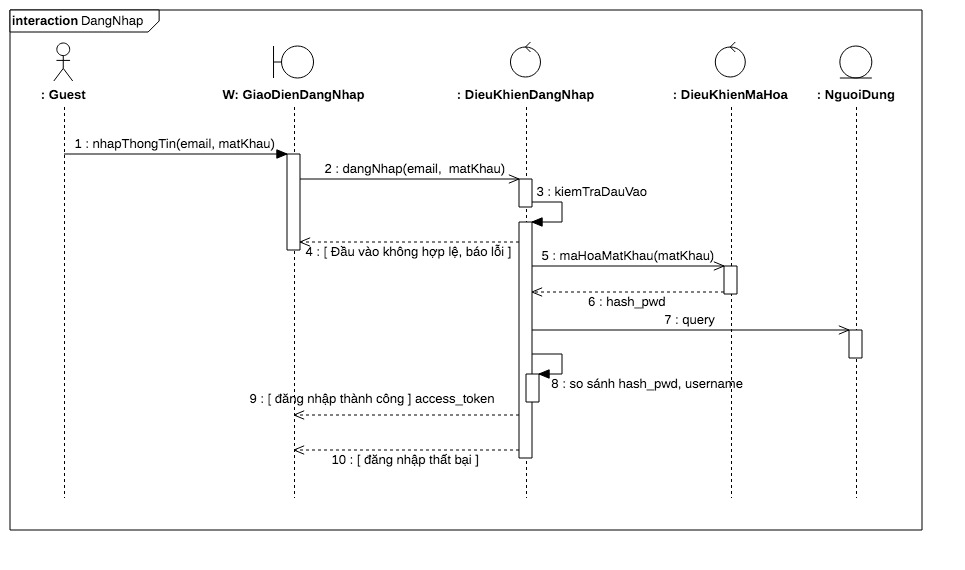 interaction DangNhap
: Guest
W: GiaoDienDangNhap
: DieuKhienDangNhap
: DieuKhienMaHoa
: NguoiDung
1 : nhapThongTin(email, matKhau)
2 : dangNhap(email, matKhau)
3 : kiemTraDauVao
4 : [ Đầu vào không hợp lệ, báo lỗi ]
5 : maHoaMatKhau(matKhau)
6 : hash_pwd
7 : query
8 : so sánh hash_pwd, username
9 : [ đăng nhập thành công ] access_token
10 : [ đăng nhập thất bại ]